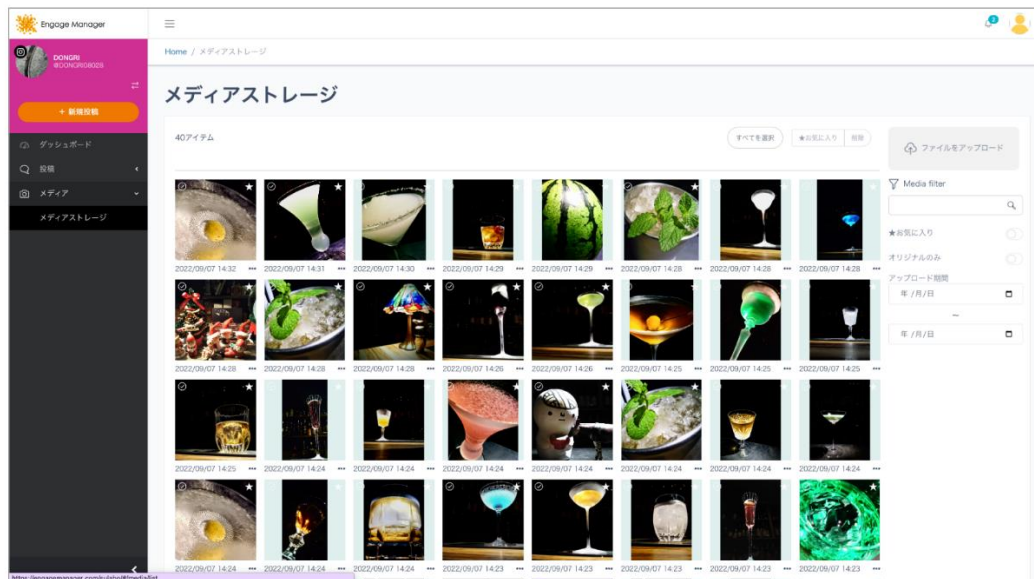 Engage Manager
2
DONGRI
@DONGRI08028
+ 新規投稿
ダッシュボード
投稿
メディア
メディアストレージ
Home / メディアストレージ
メディアストレージ
40アイテム
すべてを選択
★お気に入り
削除
ファイルをアップロード
Media filter
★お気に入り
オリジナルのみ
アップロード期間
年 /月/日
~
年 /月/日
2022/09/07 14:32 ••• 2022/09/07 14:31 ••• 2022/09/07 14:30 ••• 2022/09/07 14:29 ••• 2022/09/07 14:29 ••• 2022/09/07 14:28 ••• 2022/09/07 14:28 ••• 2022/09/07 14:28 •••
2022/09/07 14:28 ••• 2022/09/07 14:28 ••• 2022/09/07 14:28 ••• 2022/09/07 14:26 ••• 2022/09/07 14:26 ••• 2022/09/07 14:25 ••• 2022/09/07 14:25 ••• 2022/09/07 14:25 •••
2022/09/07 14:25 ••• 2022/09/07 14:24 ••• 2022/09/07 14:24 ••• 2022/09/07 14:24 ••• 2022/09/07 14:24 ••• 2022/09/07 14:24 ••• 2022/09/07 14:24 ••• 2022/09/07 14:23 •••
2022/09/07 14:24 ••• 2022/09/07 14:24 ••• 2022/09/07 14:24 ••• 2022/09/07 14:23 ••• 2022/09/07 14:23 ••• 2022/09/07 14:23 ••• 2022/09/07 14:23 ••• 2022/09/07 14:23 •••